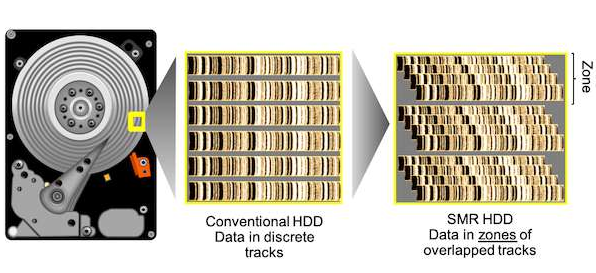 Zone
Conventional HDD
Data in discrete
tracks
SMR HDD
Data in zones of
overlapped tracks